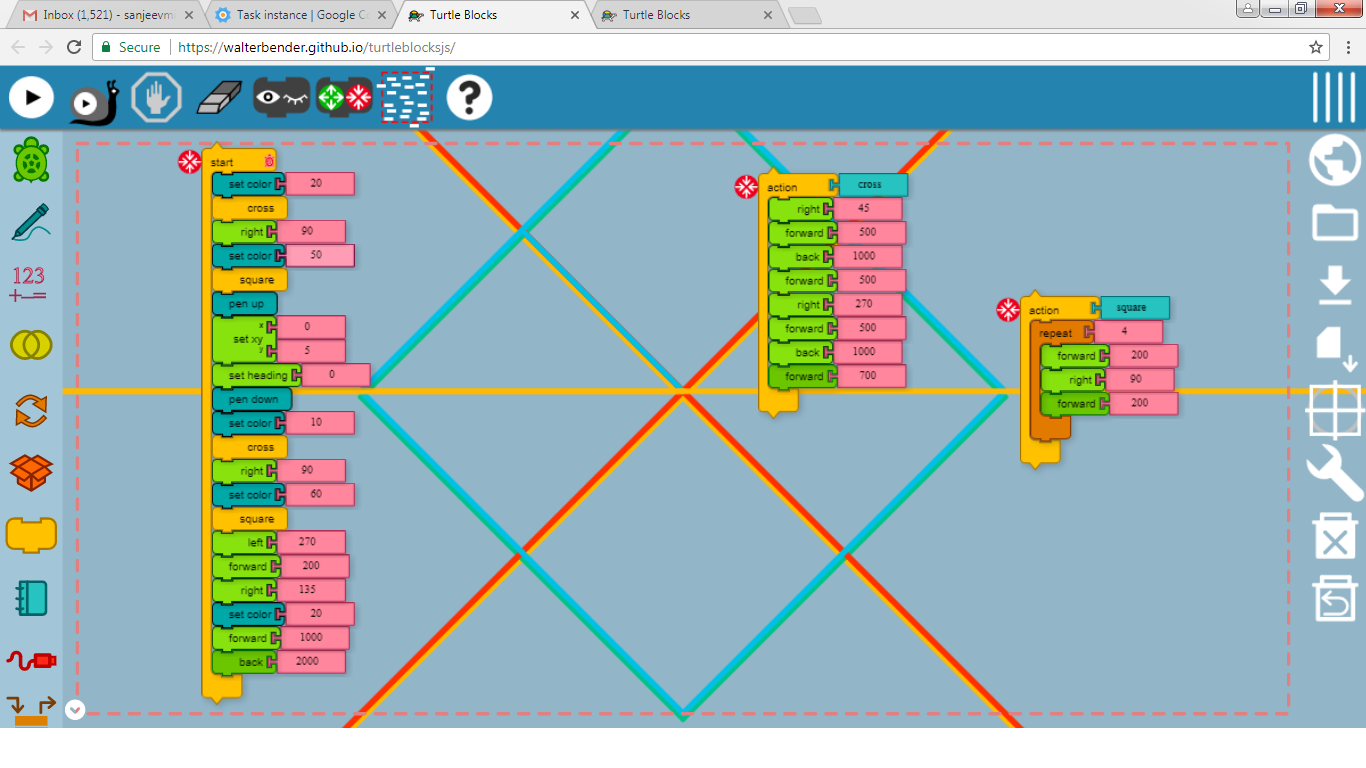 Inbox (1,521) - sanjeevm
Task instance | Google C
Turtle Blocks
Turtle Blocks
Secure
https://walterbender.github.io/turtleblocksjs/
?
123
+−=
start
set color 20
cross
right 90
set color 50
square
pen up
x 0
set xy
y 5
set heading 0
pen down
set color 10
cross
right 90
set color 60
square
left 270
forward 200
right 135
set color 20
forward 1000
back 2000
action cross
right 45
forward 500
back 1000
forward 500
right 270
forward 500
back 1000
forward 700
action square
repeat 4
forward 200
right 90
forward 200